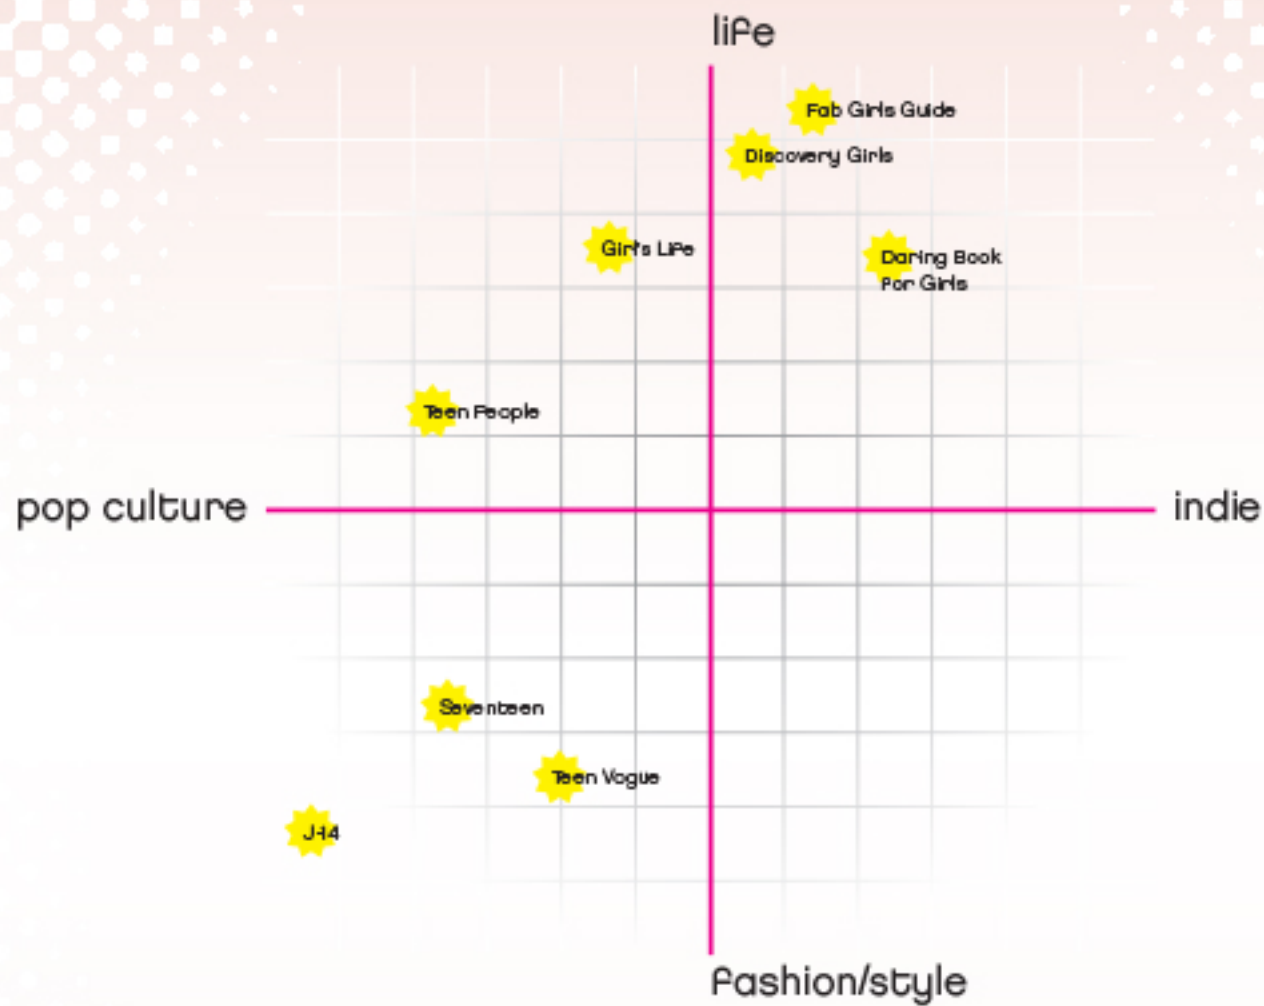 life
Fab Girls Guide
Discovery Girls
Girl's Life
Daring Book
For Girls
Teen People
pop culture
indie
Seventeen
Teen Vogue
J-14
fashion/style